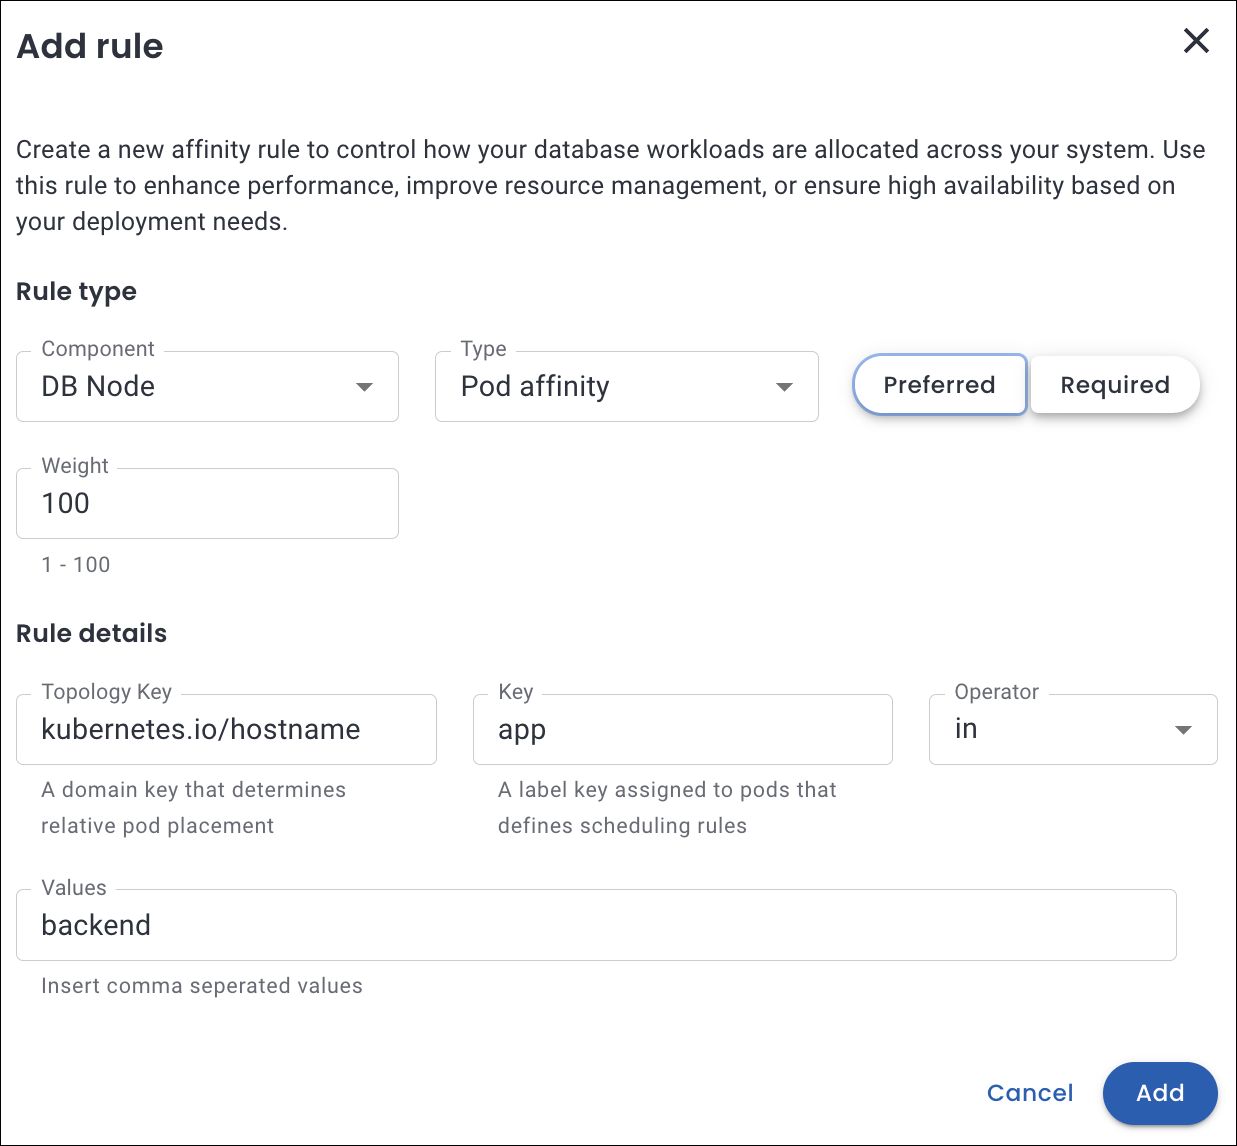 Add rule
Create a new affinity rule to control how your database workloads are allocated across your system. Use
this rule to enhance performance, improve resource management, or ensure high availability based on
your deployment needs.
Rule type
Component
DB Node
Type
Pod affinity
Preferred
Required
Weight
100
1 - 100
Rule details
Topology Key
kubernetes.io/hostname
A domain key that determines
relative pod placement
Key
app
A label key assigned to pods that
defines scheduling rules
Operator
in
Values
backend
Insert comma seperated values
Cancel
Add